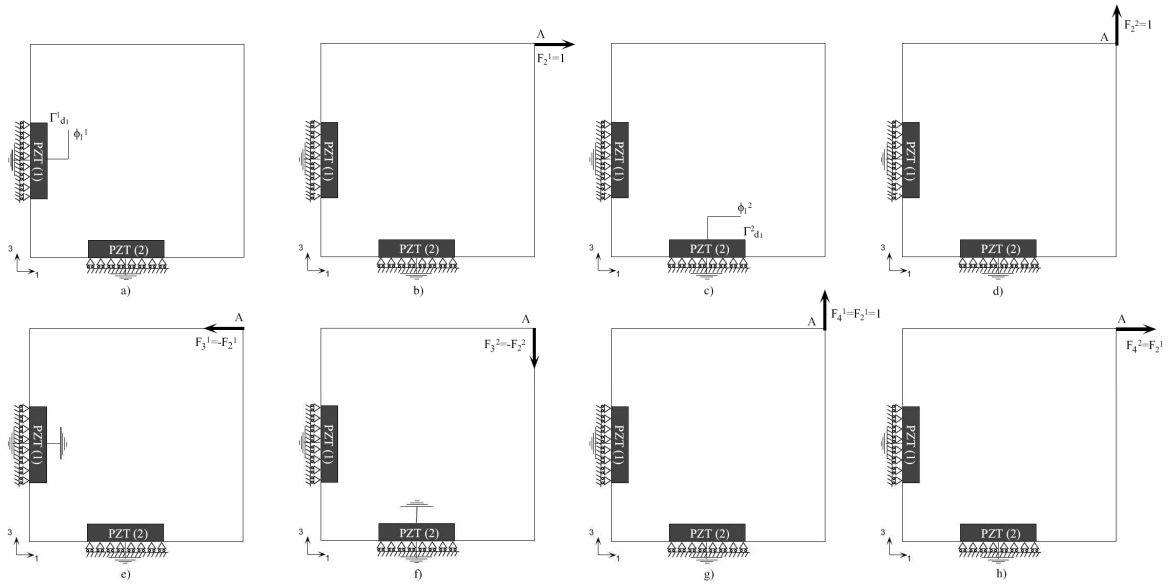 Γ¹d₁
ϕ₁¹
PZT (1)
PZT (2)
3
1
a)
A
F₂¹=1
PZT (1)
PZT (2)
3
1
b)
PZT (1)
ϕ₁²
Γ²d₁
PZT (2)
3
1
c)
A
F₂²=1
PZT (1)
PZT (2)
3
1
d)
A
F₃¹=-F₂¹
PZT (1)
PZT (2)
3
1
e)
A
F₃²=-F₂²
PZT (1)
PZT (2)
3
1
f)
A
F₄¹=F₂¹=1
PZT (1)
PZT (2)
3
1
g)
A
F₄²=F₂¹
PZT (1)
PZT (2)
3
1
h)